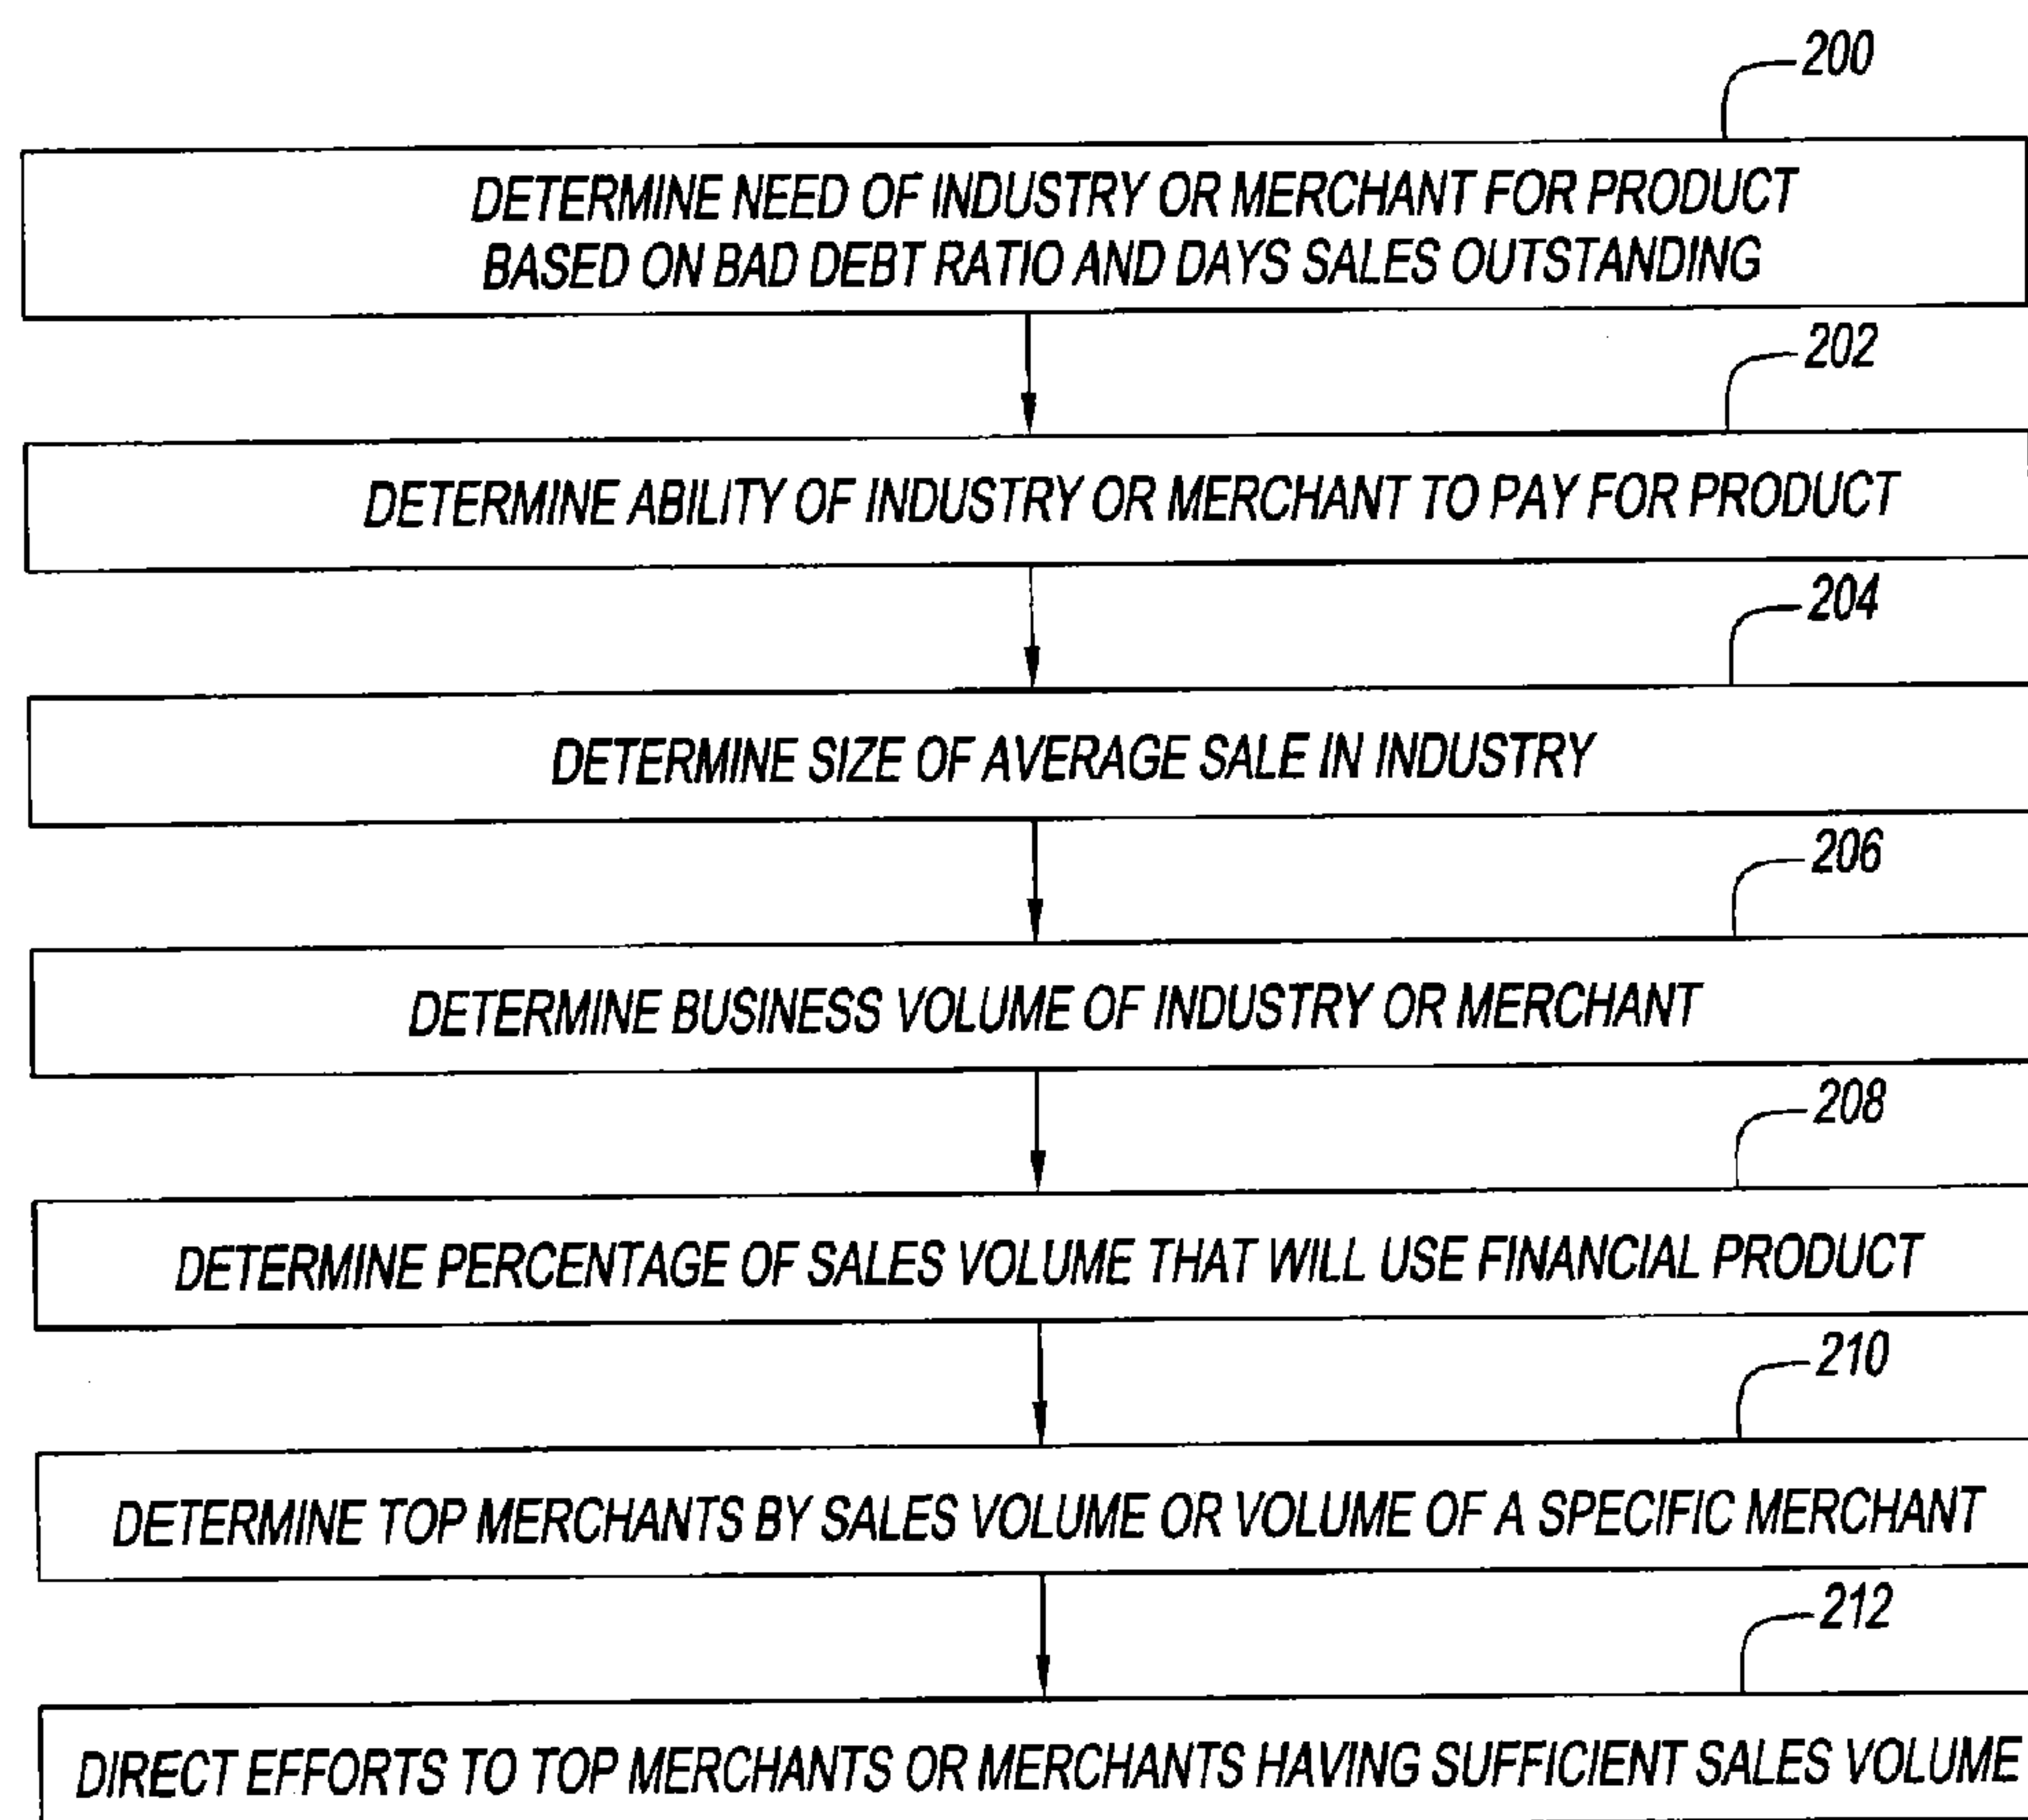 200
DETERMINE NEED OF INDUSTRY OR MERCHANT FOR PRODUCT
BASED ON BAD DEBT RATIO AND DAYS SALES OUTSTANDING
202
DETERMINE ABILITY OF INDUSTRY OR MERCHANT TO PAY FOR PRODUCT
204
DETERMINE SIZE OF AVERAGE SALE IN INDUSTRY
206
DETERMINE BUSINESS VOLUME OF INDUSTRY OR MERCHANT
208
DETERMINE PERCENTAGE OF SALES VOLUME THAT WILL USE FINANCIAL PRODUCT
210
DETERMINE TOP MERCHANTS BY SALES VOLUME OR VOLUME OF A SPECIFIC MERCHANT
212
DIRECT EFFORTS TO TOP MERCHANTS OR MERCHANTS HAVING SUFFICIENT SALES VOLUME